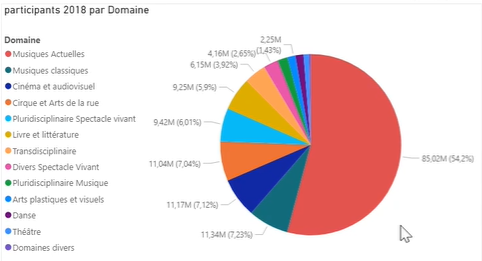 participants 2018 par Domaine
Domaine
Musiques Actuelles
Musiques classiques
Cinéma et audiovisuel
Cirque et Arts de la rue
Pluridisciplinaire Spectacle vivant
Livre et littérature
Transdisciplinaire
Divers Spectacle Vivant
Pluridisciplinaire Musique
Arts plastiques et visuels
Danse
Théâtre
Domaines divers
2,25M
(1,43%)
4,16M (2,65%)
6,15M (3,92%)
9,25M (5,9%)
9,42M (6,01%)
11,04M (7,04%)
11,17M (7,12%)
11,34M (7,23%)
85,02M (54,2%)